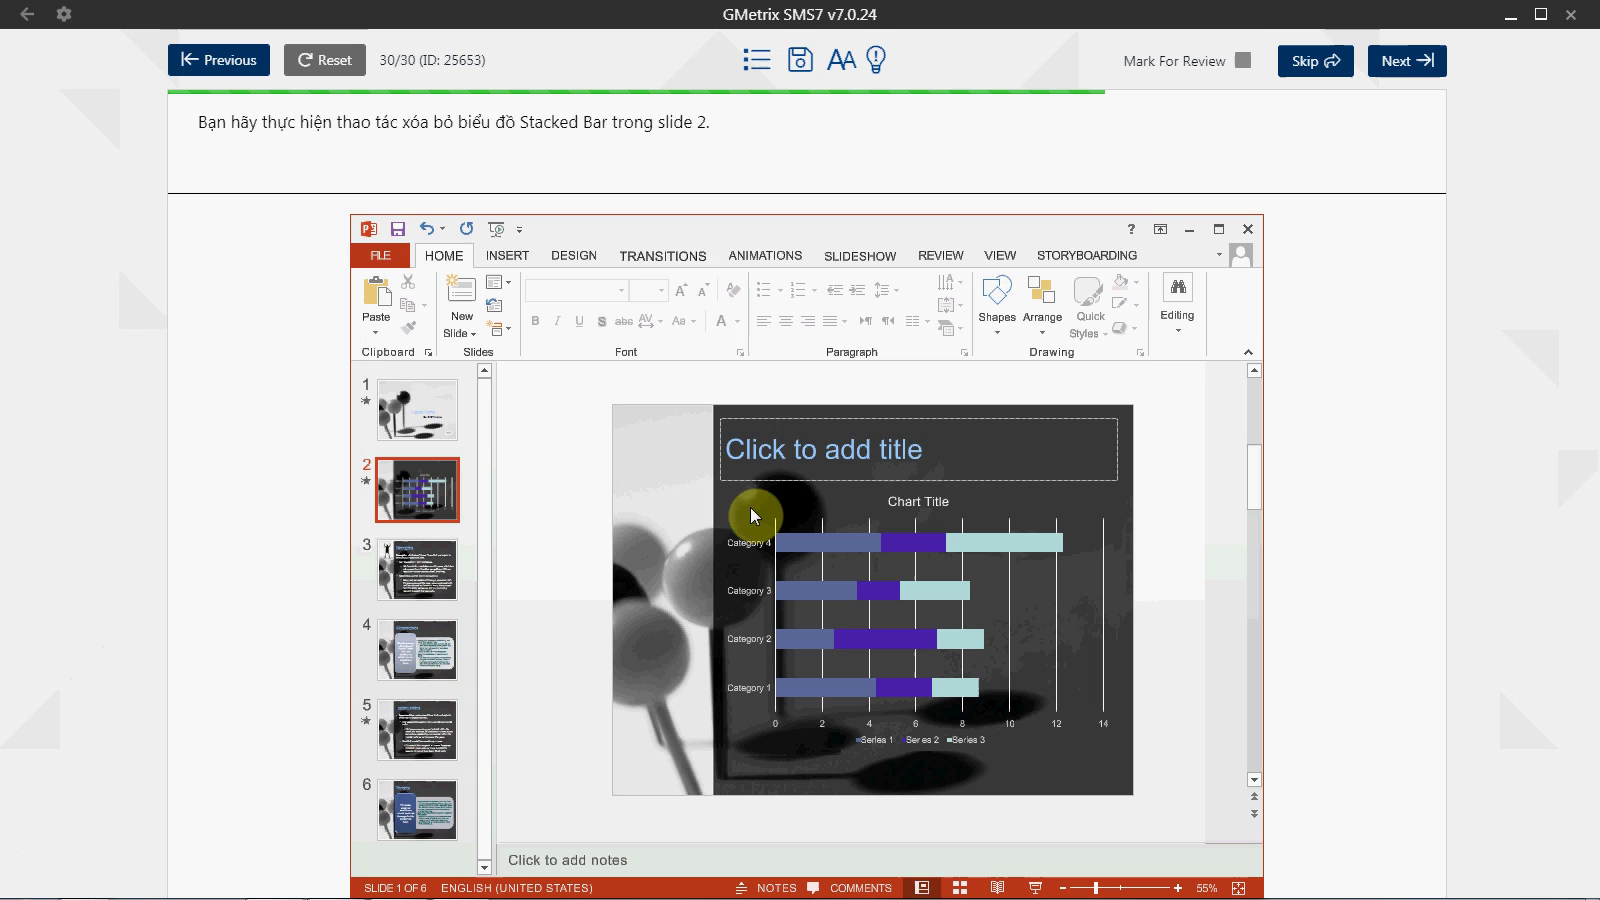 GMetrix SMS7 v7.0.24
Previous Reset 30/30 (ID: 25653) Mark For Review Skip Next
Bạn hãy thực hiện thao tác xóa bỏ biểu đồ Stacked Bar trong slide 2.
FILE HOME INSERT DESIGN TRANSITIONS ANIMATIONS SLIDESHOW REVIEW VIEW STORYBOARDING
Paste New Slide Shapes Arrange Quick Styles Editing
Clipboard Slides Font Paragraph Drawing
1
2
3
4
5
6
Click to add title
Chart Title
Category 4
Category 3
Category 2
Category 1
0 2 4 6 8 10 12 14
Series 1 Series 2 Series 3
Click to add notes
SLIDE 1 OF 6 ENGLISH (UNITED STATES) NOTES COMMENTS 55%